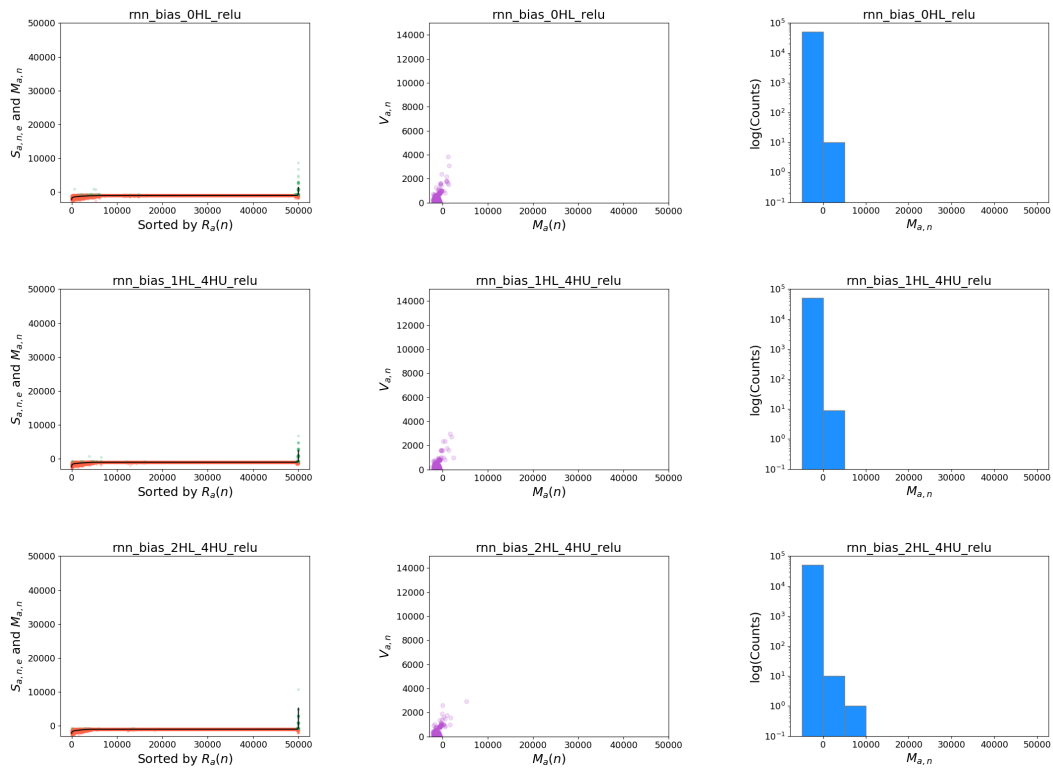 rnn_bias_0HL_relu
50000
40000
30000
20000
10000
0
S_{a,n,e} and M_{a,n}
0 10000 20000 30000 40000 50000
Sorted by R_a(n)
rnn_bias_0HL_relu
14000
12000
10000
8000
6000
4000
2000
0
V_{a,n}
0 10000 20000 30000 40000 50000
M_a(n)
rnn_bias_0HL_relu
10^5
10^4
10^3
10^2
10^1
10^0
10^{-1}
log(Counts)
0 10000 20000 30000 40000 50000
M_{a,n}
rnn_bias_1HL_4HU_relu
50000
40000
30000
20000
10000
0
S_{a,n,e} and M_{a,n}
0 10000 20000 30000 40000 50000
Sorted by R_a(n)
rnn_bias_1HL_4HU_relu
14000
12000
10000
8000
6000
4000
2000
0
V_{a,n}
0 10000 20000 30000 40000 50000
M_a(n)
rnn_bias_1HL_4HU_relu
10^5
10^4
10^3
10^2
10^1
10^0
10^{-1}
log(Counts)
0 10000 20000 30000 40000 50000
M_{a,n}
rnn_bias_2HL_4HU_relu
50000
40000
30000
20000
10000
0
S_{a,n,e} and M_{a,n}
0 10000 20000 30000 40000 50000
Sorted by R_a(n)
rnn_bias_2HL_4HU_relu
14000
12000
10000
8000
6000
4000
2000
0
V_{a,n}
0 10000 20000 30000 40000 50000
M_a(n)
rnn_bias_2HL_4HU_relu
10^5
10^4
10^3
10^2
10^1
10^0
10^{-1}
log(Counts)
0 10000 20000 30000 40000 50000
M_{a,n}